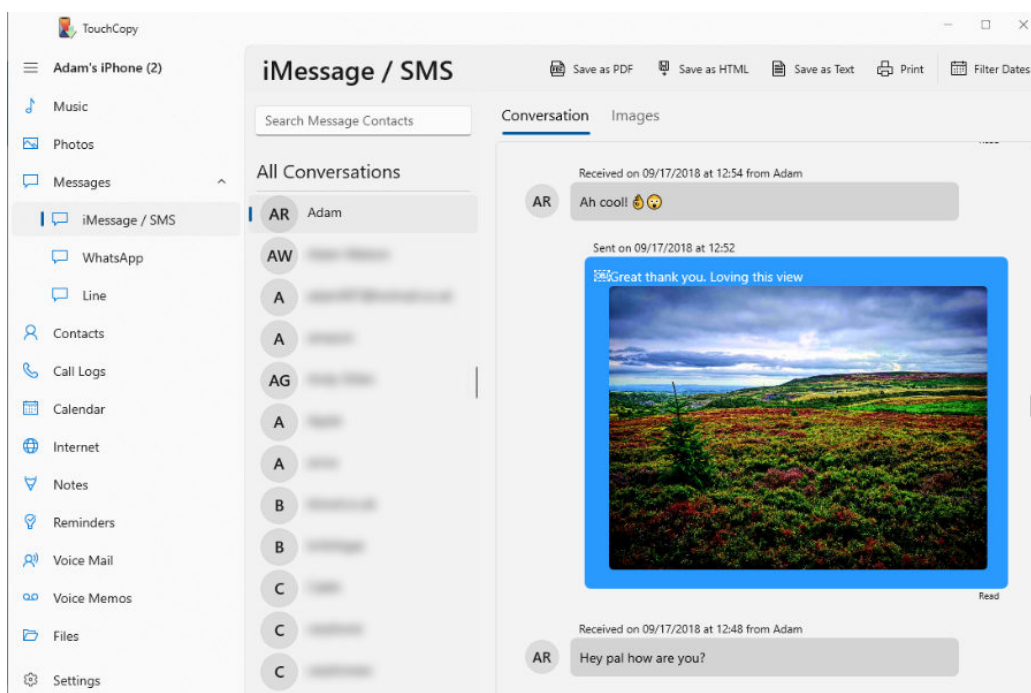 TouchCopy
Adam's iPhone (2)
Music
Photos
Messages
iMessage / SMS
WhatsApp
Line
Contacts
Call Logs
Calendar
Internet
Notes
Reminders
Voice Mail
Voice Memos
Files
Settings
iMessage / SMS
Save as PDF
Save as HTML
Save as Text
Print
Filter Dates
Search Message Contacts
All Conversations
AR Adam
AW
A
A
AG
A
A
B
B
C
C
C
Conversation Images
Received on 09/17/2018 at 12:54 from Adam
AR Ah cool! 👌😲
Sent on 09/17/2018 at 12:52
Great thank you. Loving this view
Read
Received on 09/17/2018 at 12:48 from Adam
AR Hey pal how are you?